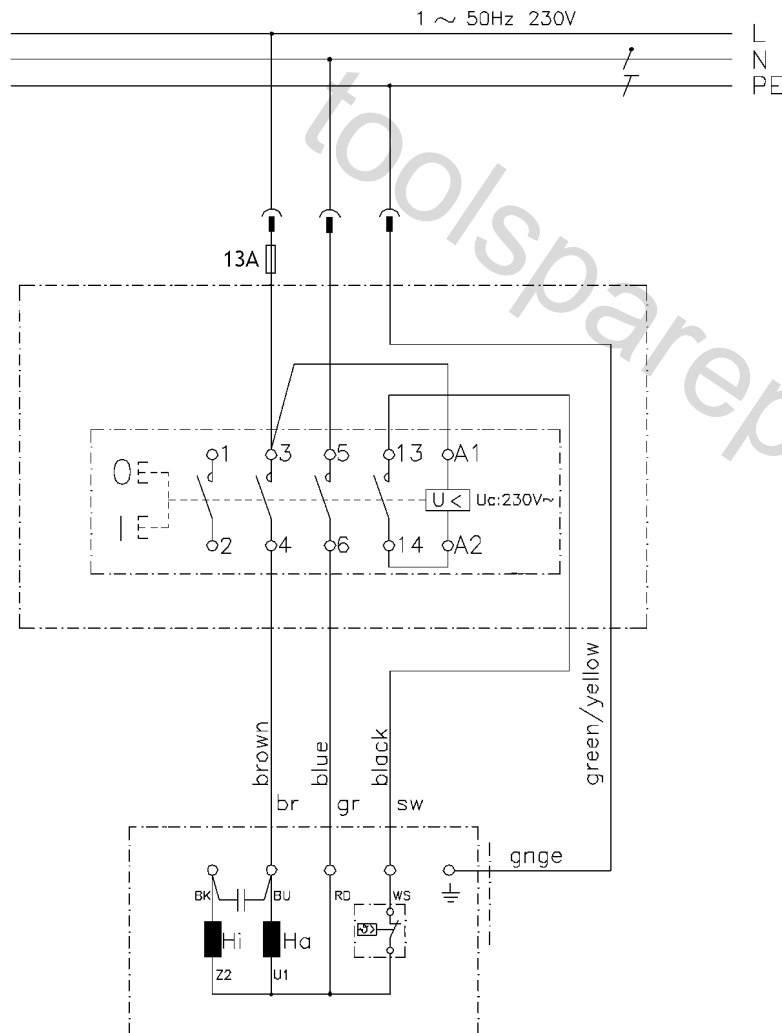 1 ~ 50Hz 230V
L
N
PE
toolsparep
13A
1 3 5 13 A1
0
U < Uc:230V~
I
2 4 6 14 A2
brown
blue
black
green/yellow
br gr sw
gnge
BK BU RD WS
Hi Ha ϑ>
Z2 U1